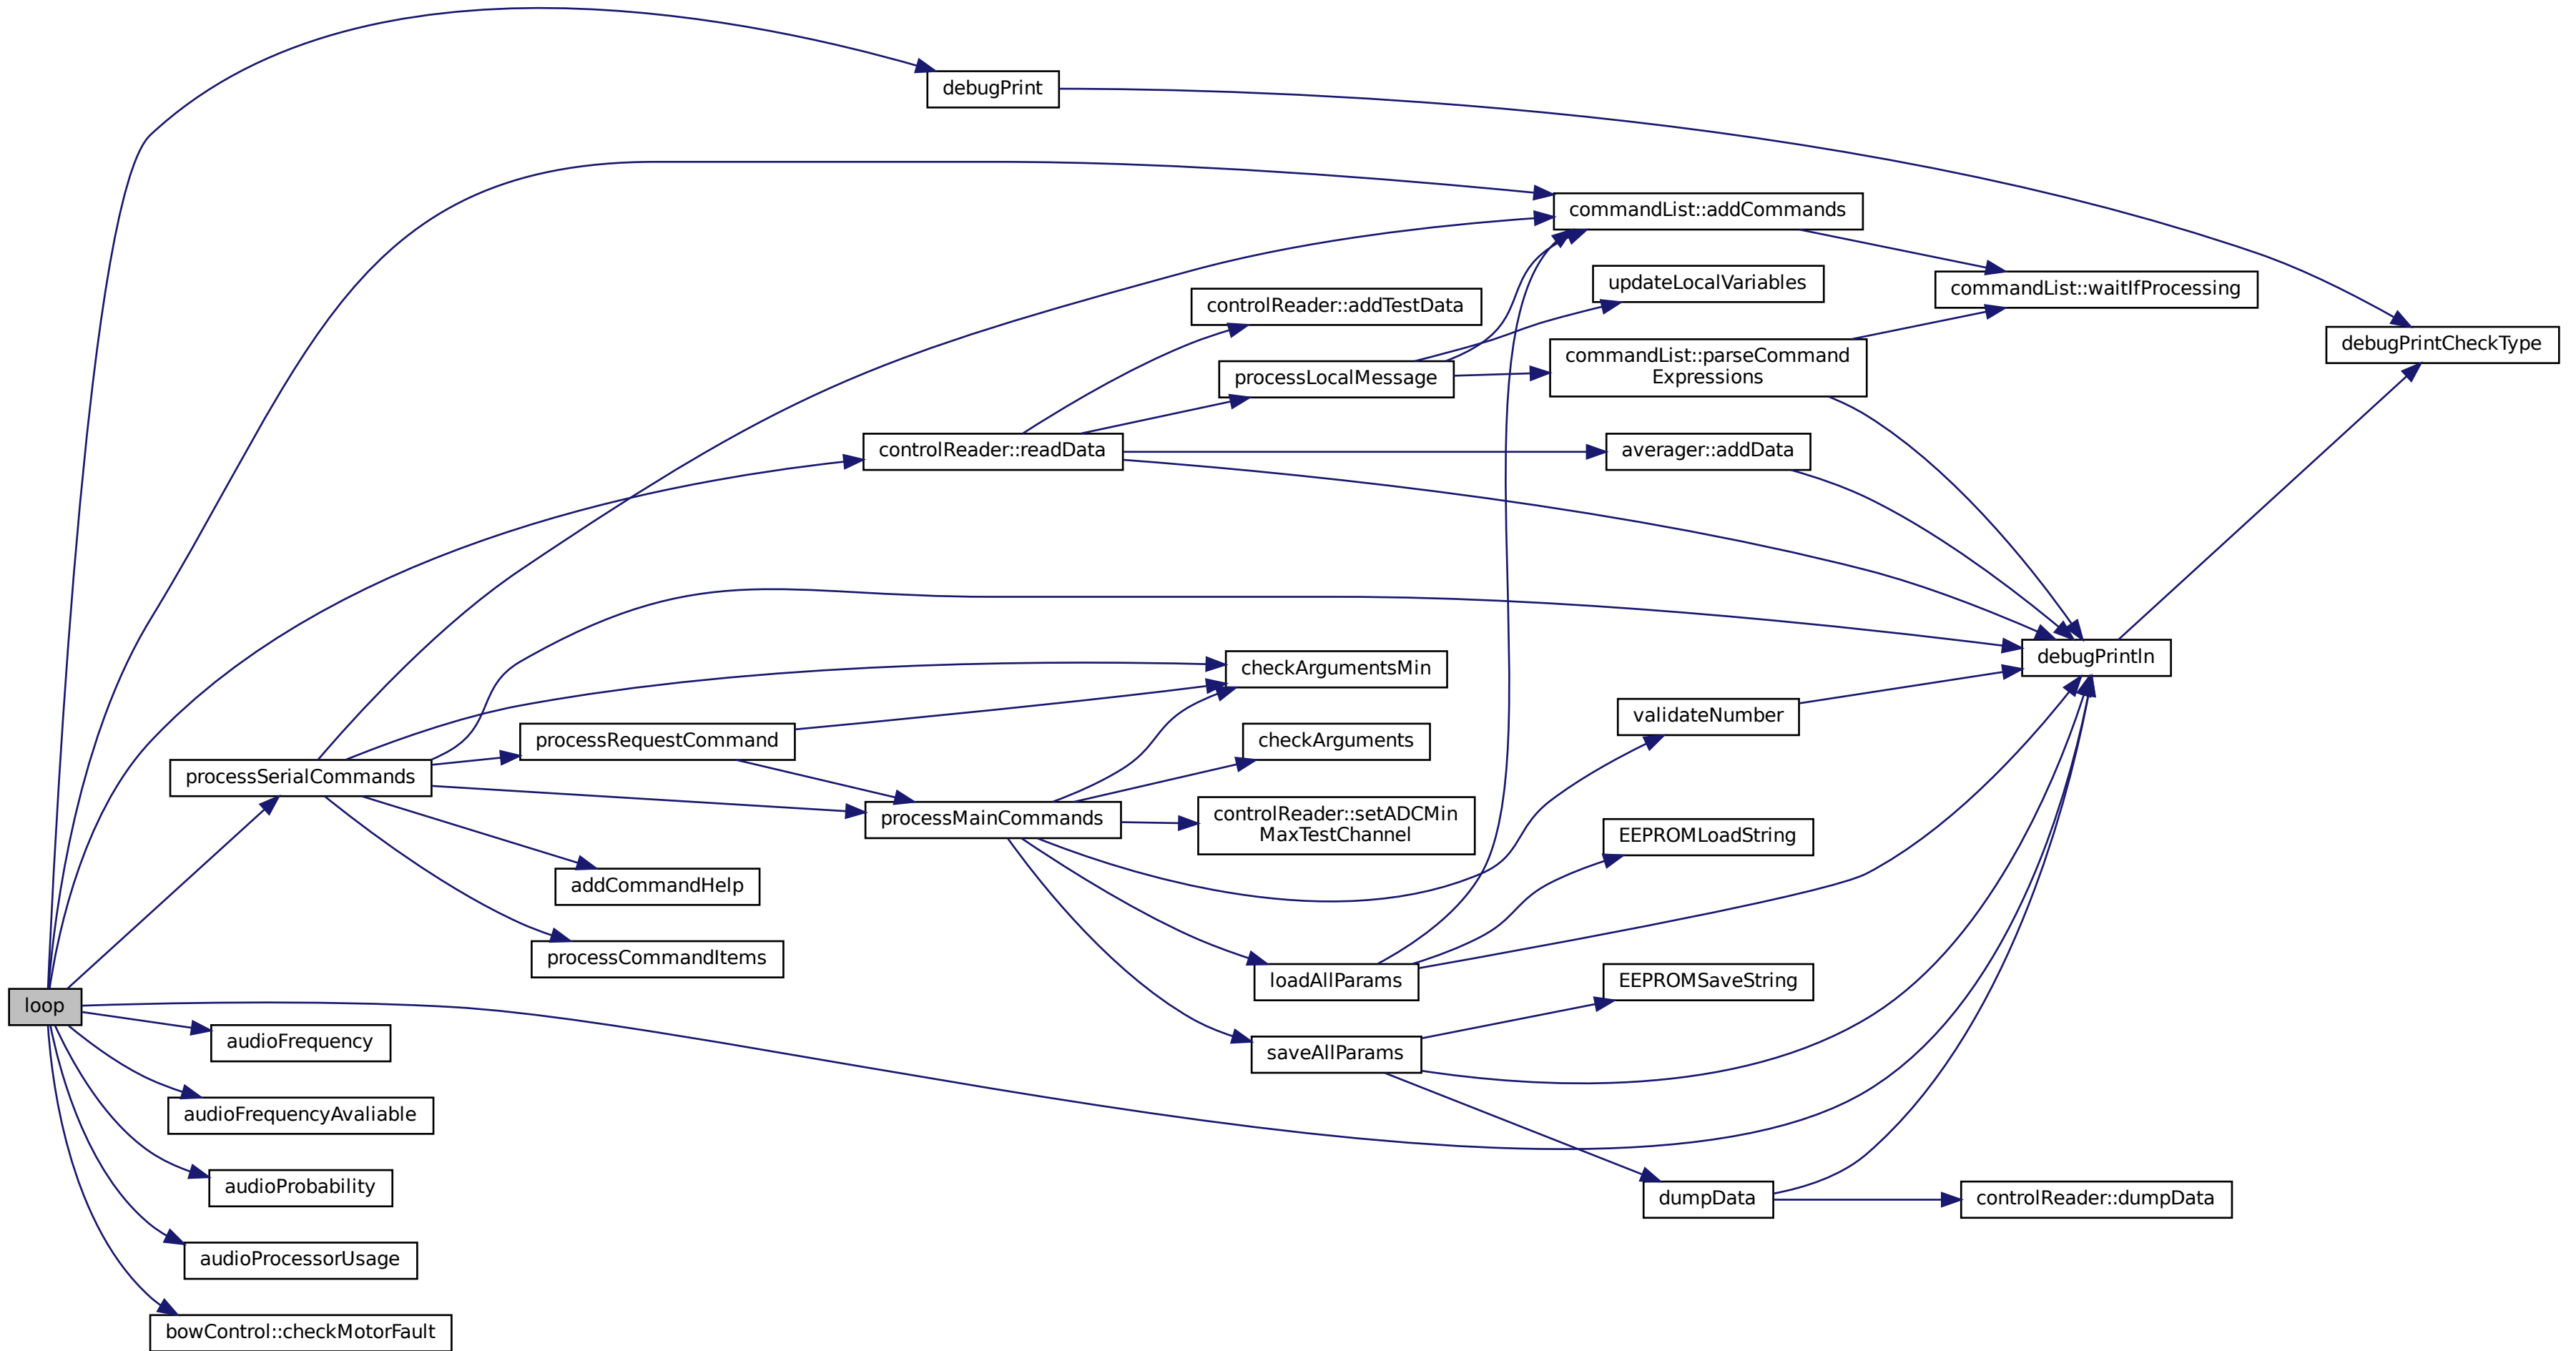 debugPrint
commandList::addCommands
updateLocalVariables
commandList::waitIfProcessing
controlReader::addTestData
debugPrintCheckType
processLocalMessage
commandList::parseCommand
Expressions
controlReader::readData
averager::addData
debugPrintln
checkArgumentsMin
validateNumber
processRequestCommand
checkArguments
processSerialCommands
processMainCommands
controlReader::setADCMin
MaxTestChannel
EEPROMLoadString
addCommandHelp
processCommandItems
loadAllParams
EEPROMSaveString
loop
audioFrequency
saveAllParams
audioFrequencyAvaliable
audioProbability
dumpData
controlReader::dumpData
audioProcessorUsage
bowControl::checkMotorFault